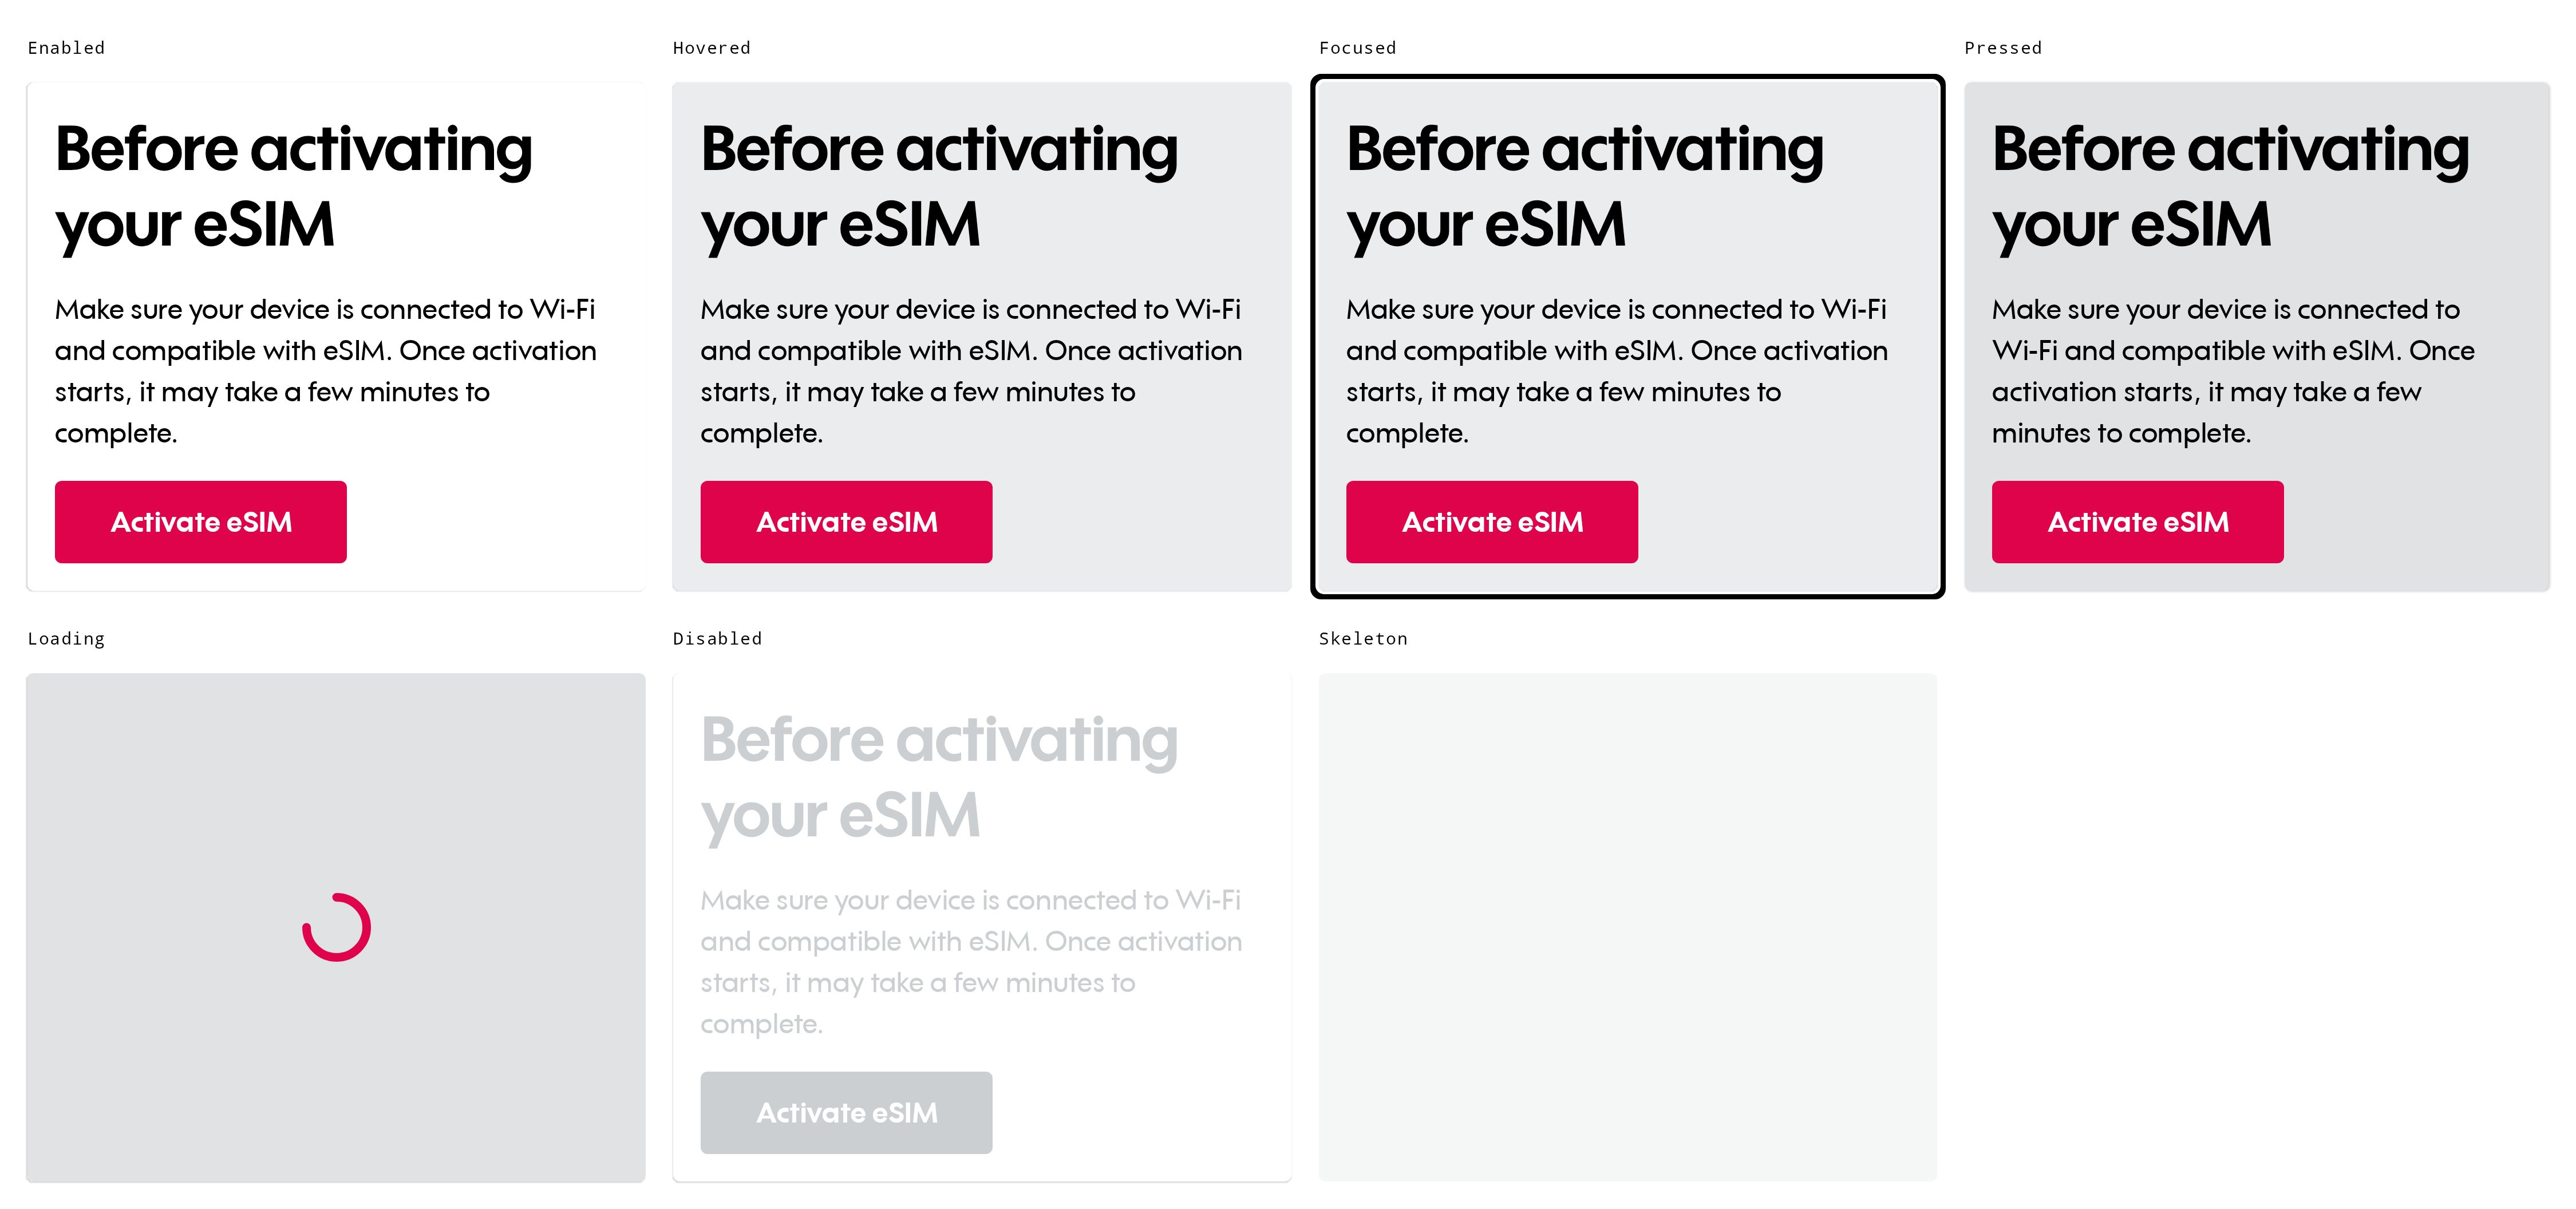 Enabled
Before activating
your eSIM
Make sure your device is connected to Wi-Fi
and compatible with eSIM. Once activation
starts, it may take a few minutes to
complete.
Activate eSIM
Hovered
Before activating
your eSIM
Make sure your device is connected to Wi-Fi
and compatible with eSIM. Once activation
starts, it may take a few minutes to
complete.
Activate eSIM
Focused
Before activating
your eSIM
Make sure your device is connected to Wi-Fi
and compatible with eSIM. Once activation
starts, it may take a few minutes to
complete.
Activate eSIM
Pressed
Before activating
your eSIM
Make sure your device is connected to
Wi-Fi and compatible with eSIM. Once
activation starts, it may take a few
minutes to complete.
Activate eSIM
Loading
Disabled
Before activating
your eSIM
Make sure your device is connected to Wi-Fi
and compatible with eSIM. Once activation
starts, it may take a few minutes to
complete.
Activate eSIM
Skeleton